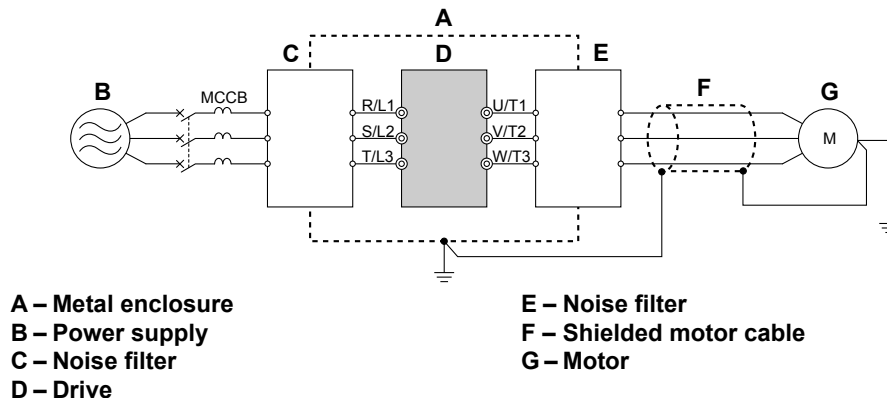 A
C
D
E
B
MCCB
F
G
R/L1
U/T1
S/L2
V/T2
M
T/L3
W/T3
A – Metal enclosure
B – Power supply
C – Noise filter
D – Drive
E – Noise filter
F – Shielded motor cable
G – Motor